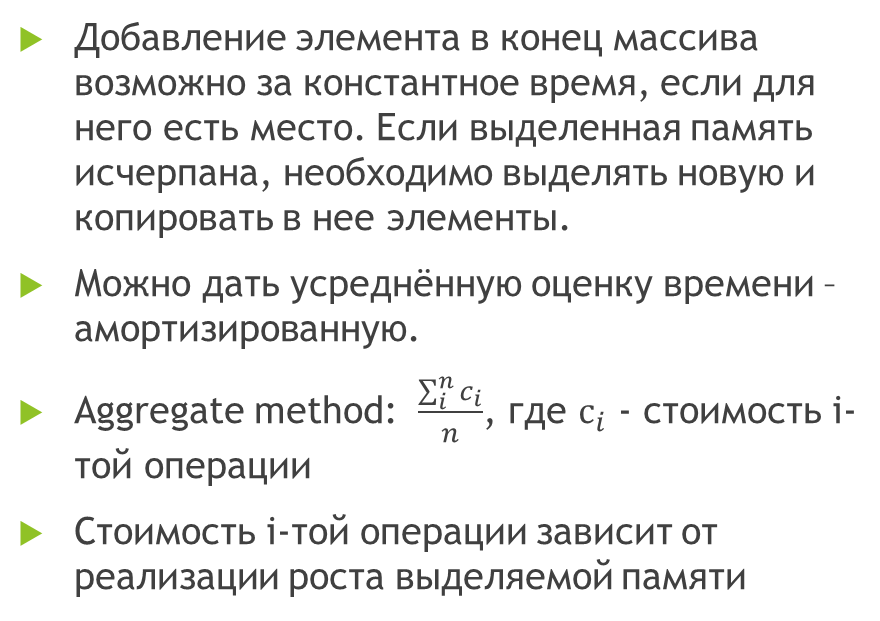 Добавление элемента в конец массива
возможно за константное время, если для
него есть место. Если выделенная память
исчерпана, необходимо выделять новую и
копировать в нее элементы.
Можно дать усреднённую оценку времени –
амортизированную.
Aggregate method: $\frac{\sum_{i}^{n} c_i}{n}$, где c_i - стоимость i-
той операции
Стоимость i-той операции зависит от
реализации роста выделяемой памяти